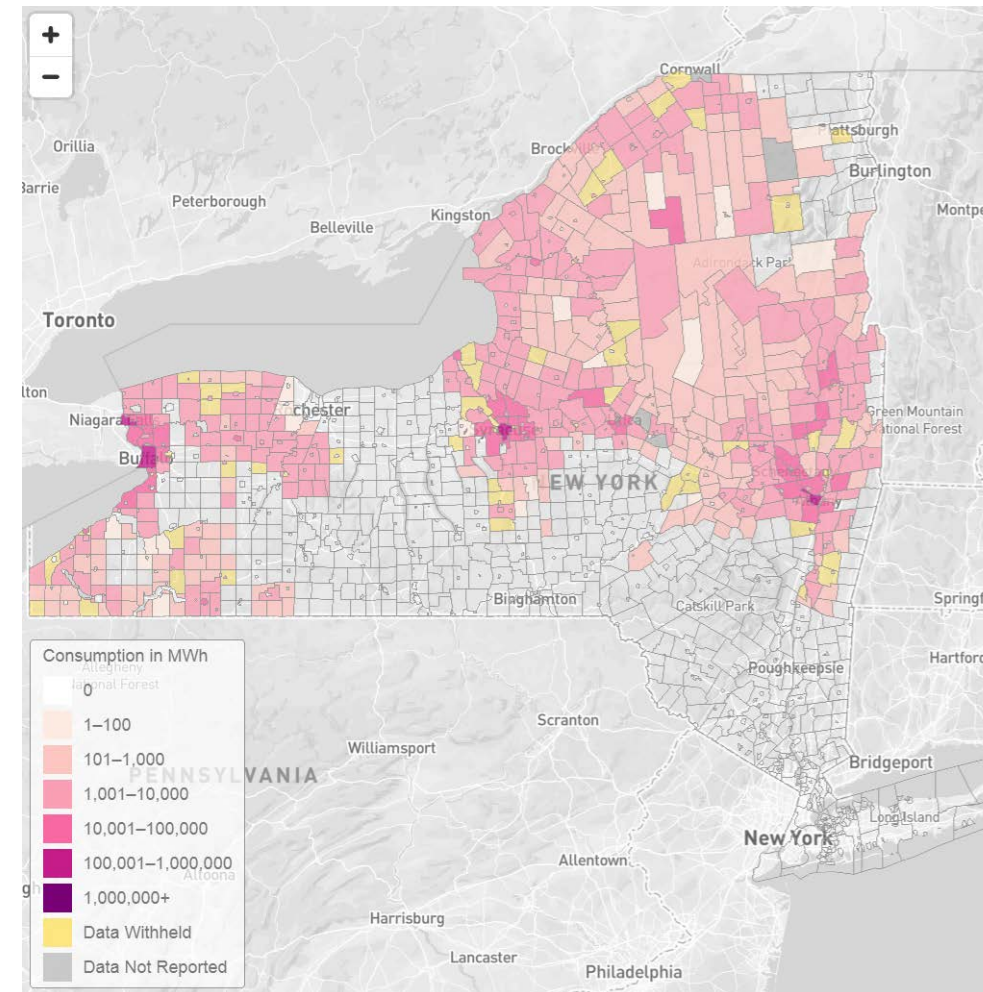 +
−
Cornwall
Orillia
Plattsburgh
Brockville
Barrie
Burlington
Peterborough
Kingston
Montpe
Belleville
Adirondack Park
Toronto
lton
Rochester
Niagara Falls
Syracuse
Utica
Green Mountain
National Forest
Buffalo
NEW YORK
Schenectady
Albany
Binghamton
Catskill Park
Springf
Consumption in MWh
Allegheny
National Forest
0
1–100
101–1,000
1,001–10,000
10,001–100,000
100,001–1,000,000
1,000,000+
Data Withheld
Data Not Reported
Hartford
Poughkeepsie
Scranton
Williamsport
Bridgeport
PENNSYLVANIA
Long Island
New York
Allentown
Altoona
Harrisburg
Lancaster
Philadelphia